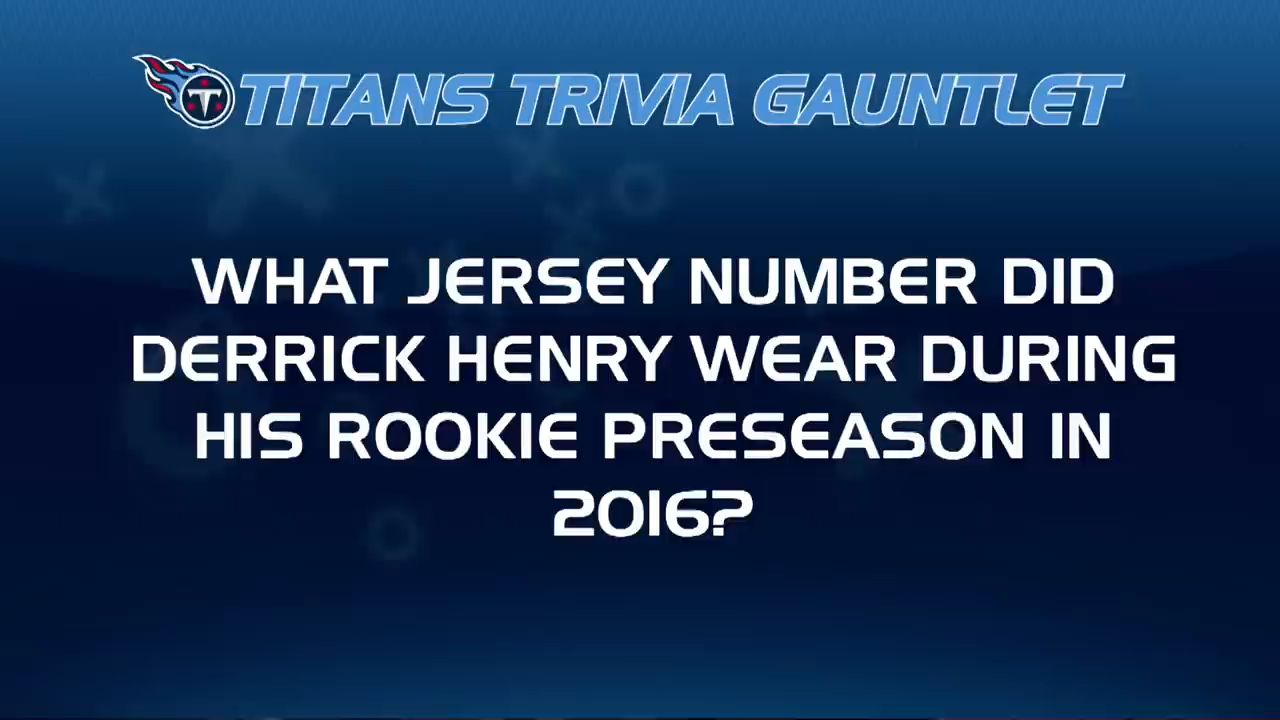 TITANS TRIVIA GAUNTLET
WHAT JERSEY NUMBER DID
DERRICK HENRY WEAR DURING
HIS ROOKIE PRESEASON IN
2016?